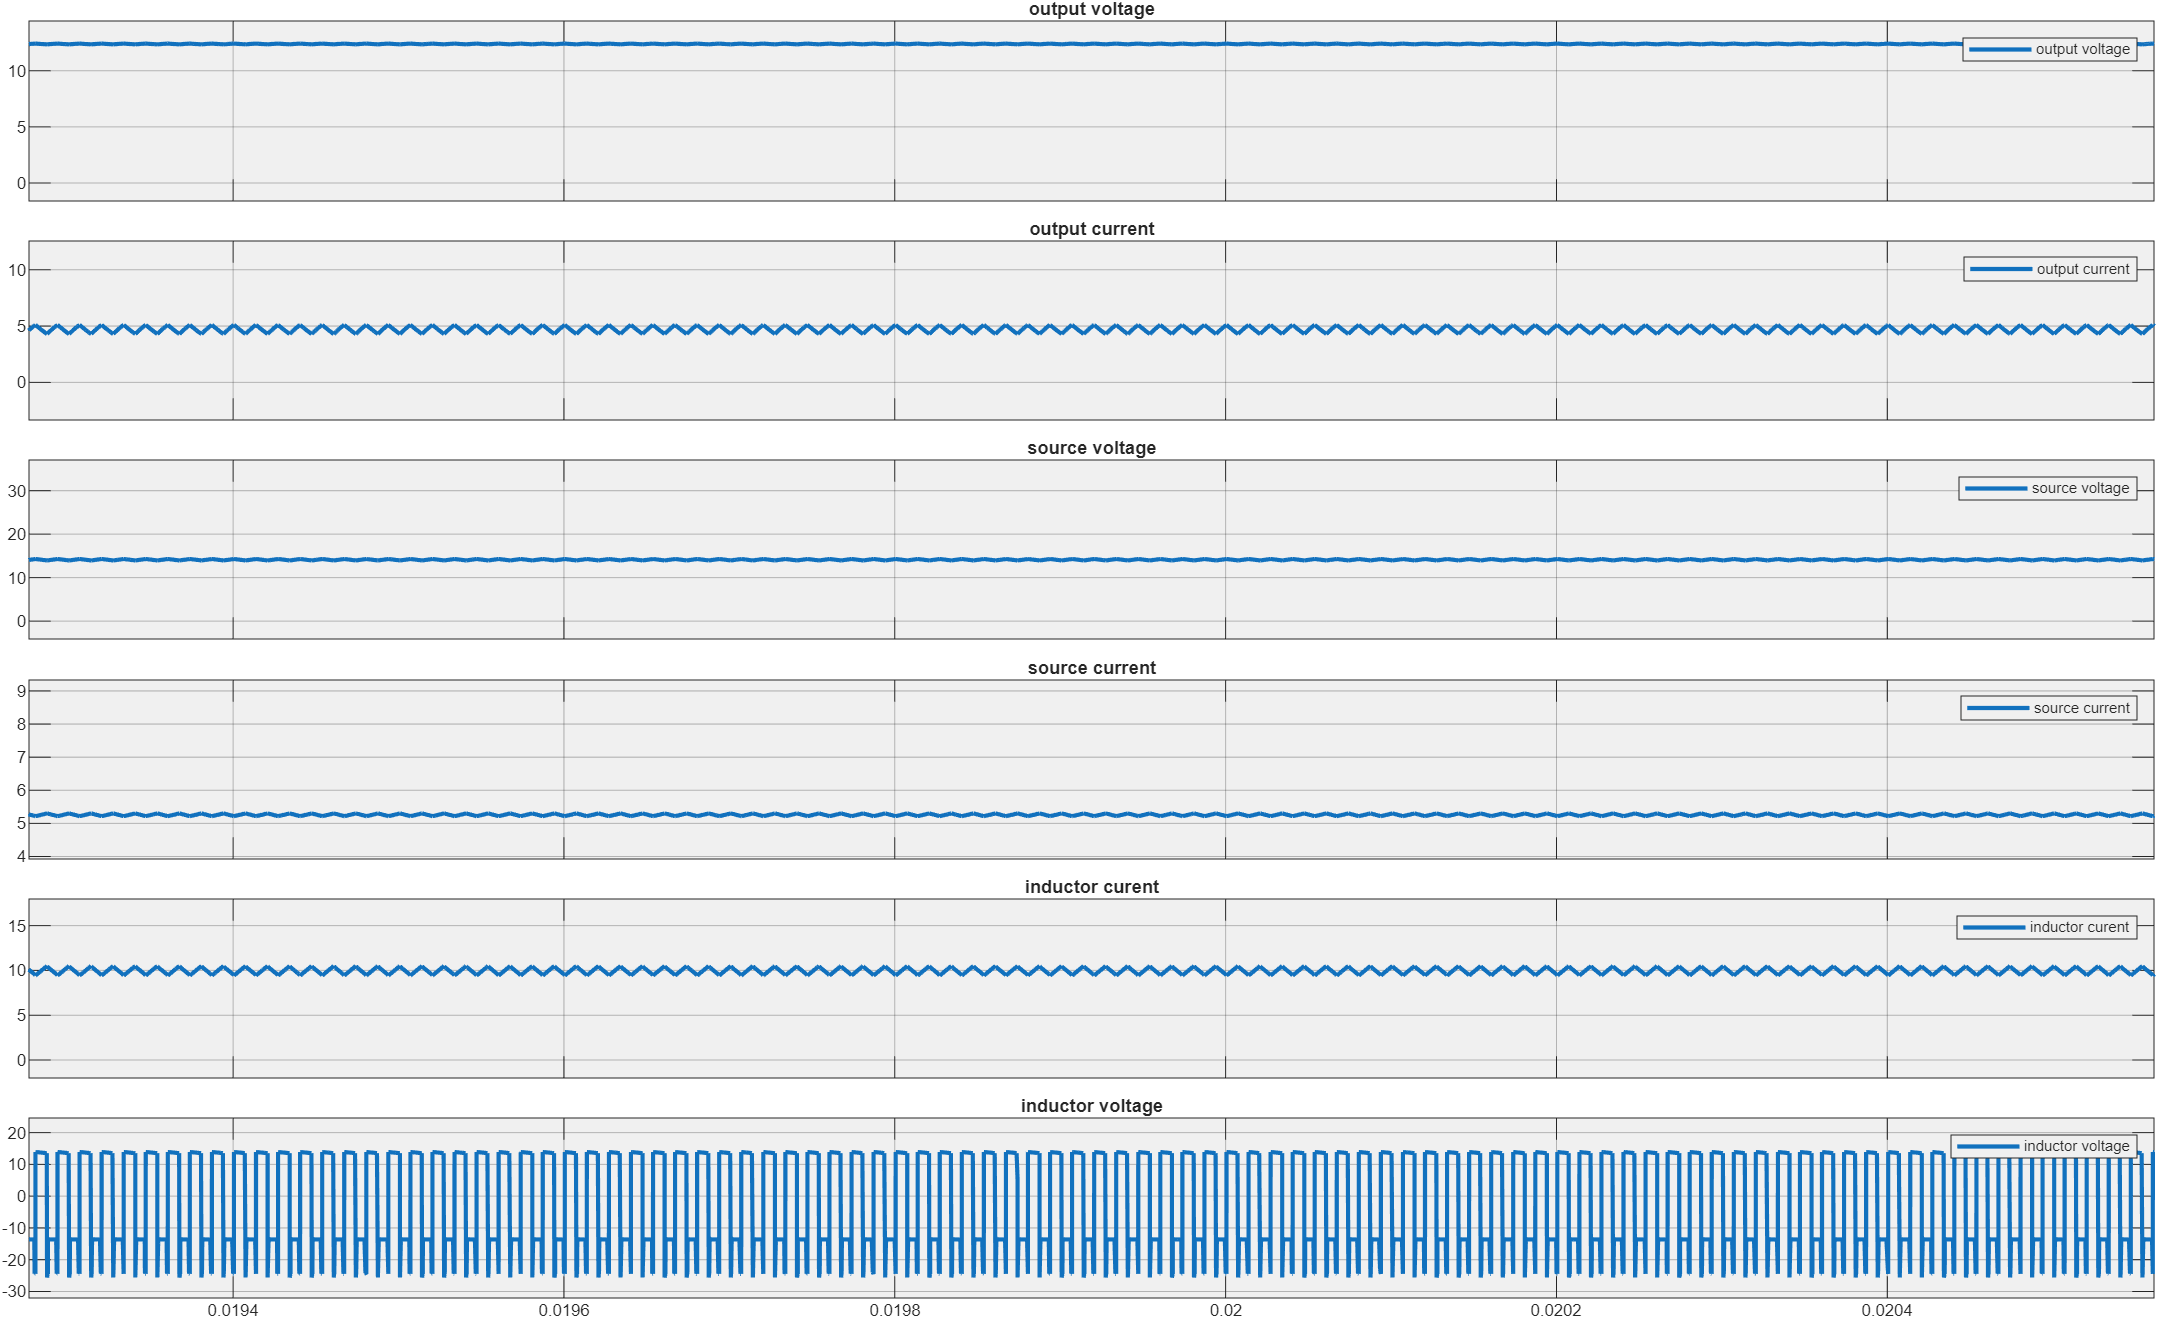 output voltage
output voltage
10
5
0
output current
output current
10
5
0
source voltage
source voltage
30
20
10
0
source current
source current
9
8
7
6
5
4
inductor curent
inductor curent
15
10
5
0
inductor voltage
inductor voltage
20
10
0
-10
-20
-30
0.0194 0.0196 0.0198 0.02 0.0202 0.0204